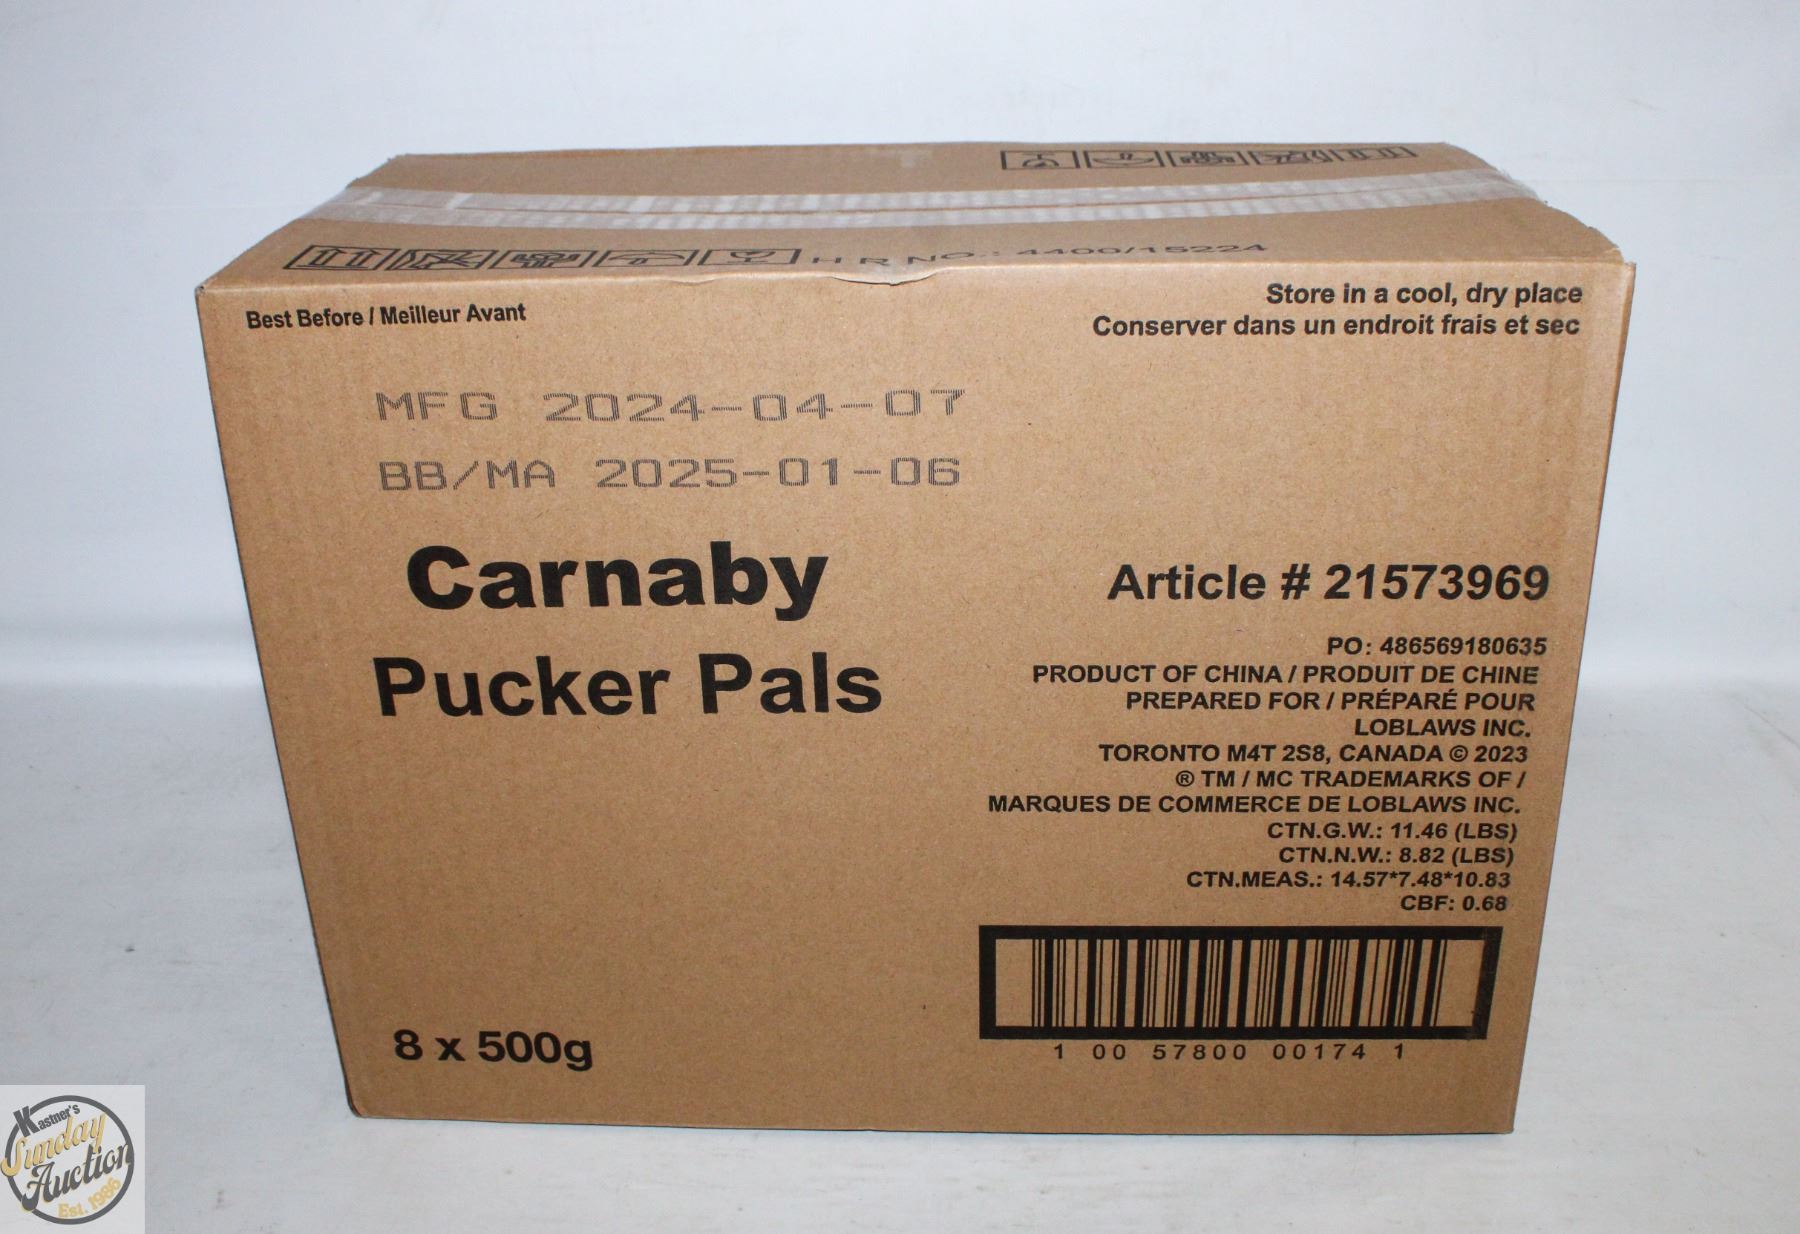 H R NO.: 4400/15224
Best Before / Meilleur Avant
Store in a cool, dry place
Conserver dans un endroit frais et sec
MFG 2024-04-07
BB/MA 2025-01-06
Carnaby
Pucker Pals
8 x 500g
Article # 21573969
PO: 486569180635
PRODUCT OF CHINA / PRODUIT DE CHINE
PREPARED FOR / PRÉPARÉ POUR
LOBLAWS INC.
TORONTO M4T 2S8, CANADA © 2023
® TM / MC TRADEMARKS OF /
MARQUES DE COMMERCE DE LOBLAWS INC.
CTN.G.W.: 11.46 (LBS)
CTN.N.W.: 8.82 (LBS)
CTN.MEAS.: 14.57*7.48*10.83
CBF: 0.68
1 00 57800 00174 1
Kastner's
Sunday
Auction
Est. 1986